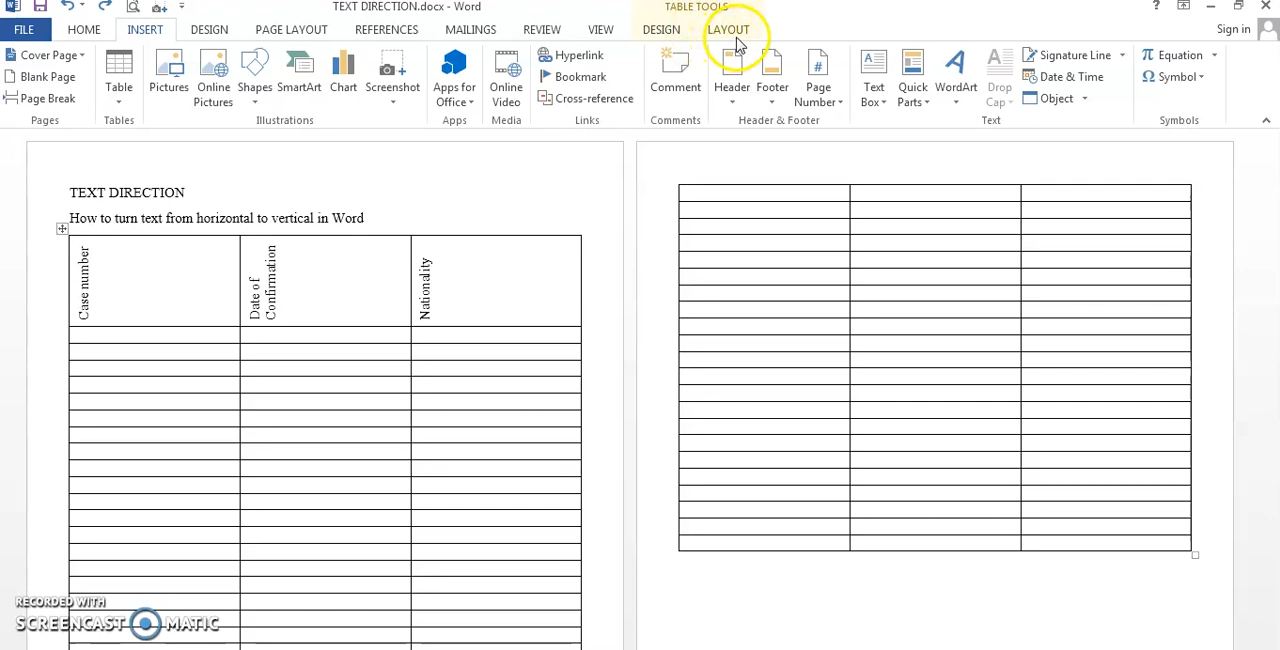 TEXT DIRECTION.docx - Word
TABLE TOOLS
?
FILE
HOME
INSERT
DESIGN
PAGE LAYOUT
REFERENCES
MAILINGS
REVIEW
VIEW
DESIGN
LAYOUT
Sign in
Cover Page
Blank Page
Page Break
Pages
Table
Tables
Pictures
Online
Pictures
Shapes
SmartArt
Chart
Screenshot
Illustrations
Apps for
Office
Apps
Online
Video
Media
Hyperlink
Bookmark
Cross-reference
Links
Comment
Comments
Header
Footer
Page
Number
Header & Footer
Text
Box
Quick
Parts
WordArt
Drop
Cap
Signature Line
Date & Time
Object
Text
Equation
Symbol
Symbols
TEXT DIRECTION
How to turn text from horizontal to vertical in Word
Case number
Date of
Confirmation
Nationality
RECORDED WITH
SCREENCAST MATIC